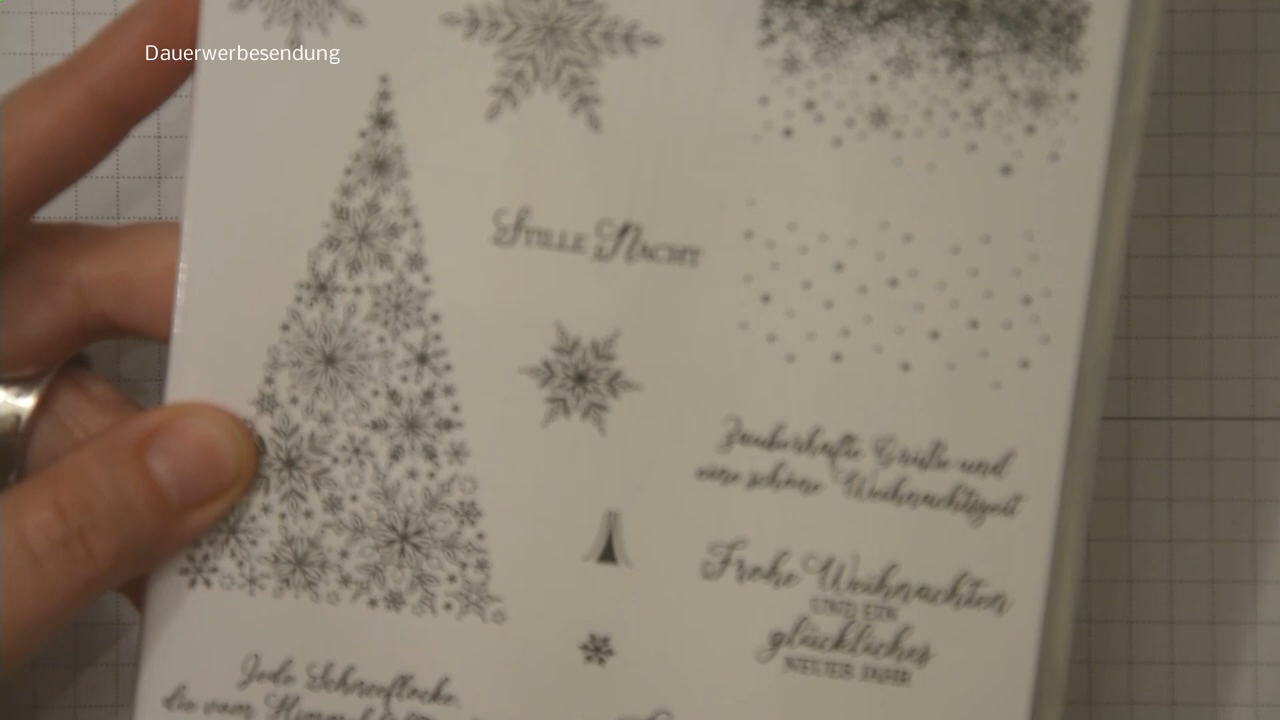 Dauerwerbesendung
Stille Nacht
Zauberhafte Grüße und
eine schöne Weihnachtszeit
Frohe Weihnachten
UND EIN
glückliches
NEUES JAHR
Jede Schneeflocke,
die vom Himmel